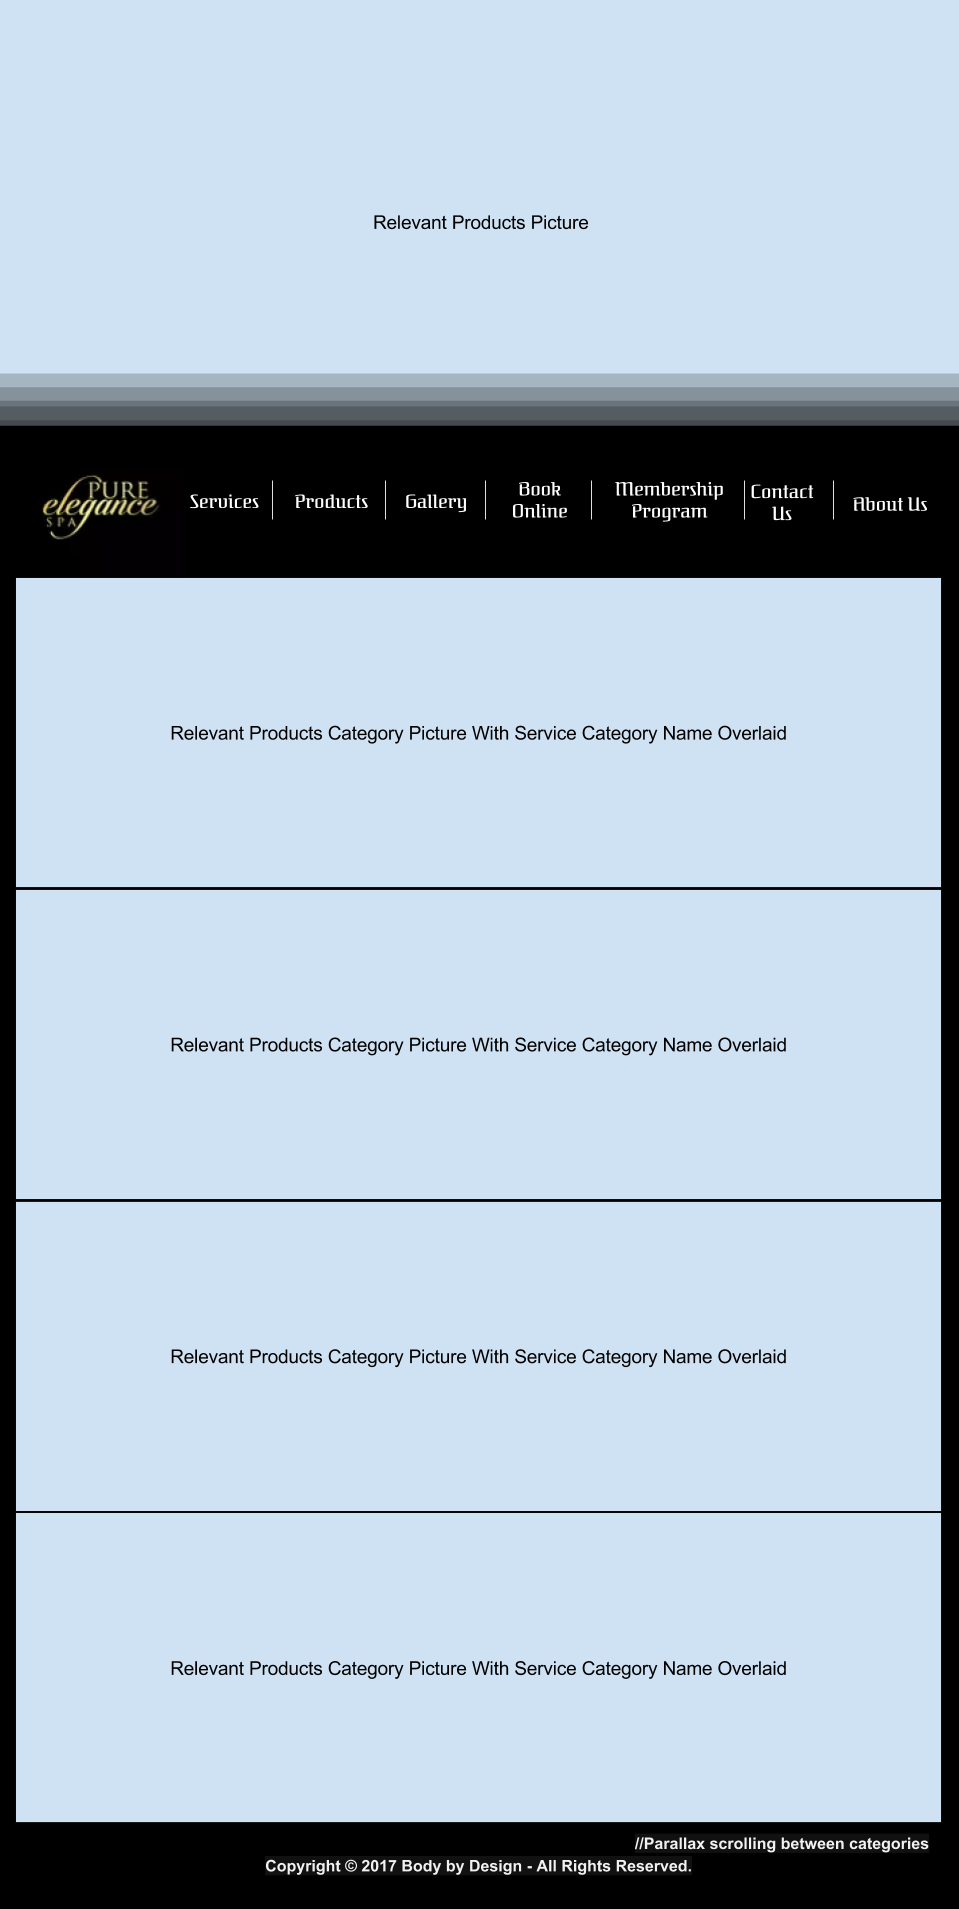 Relevant Products Picture
PURE
elegance
SPA
Services
Products
Gallery
Book
Online
Membership
Program
Contact
Us
About Us
Relevant Products Category Picture With Service Category Name Overlaid
Relevant Products Category Picture With Service Category Name Overlaid
Relevant Products Category Picture With Service Category Name Overlaid
Relevant Products Category Picture With Service Category Name Overlaid
//Parallax scrolling between categories
Copyright © 2017 Body by Design - All Rights Reserved.